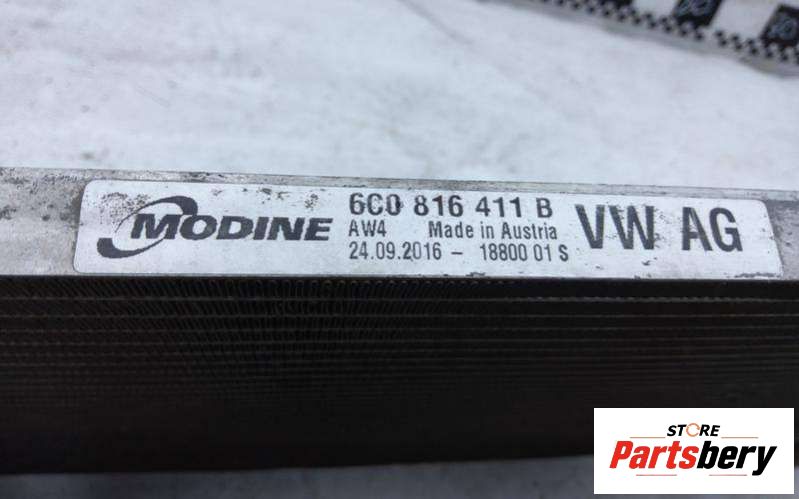 MODINE
6C0 816 411 B
AW4 Made in Austria
24.09.2016 - 18800 01 S
VW AG
STORE
Partsbery